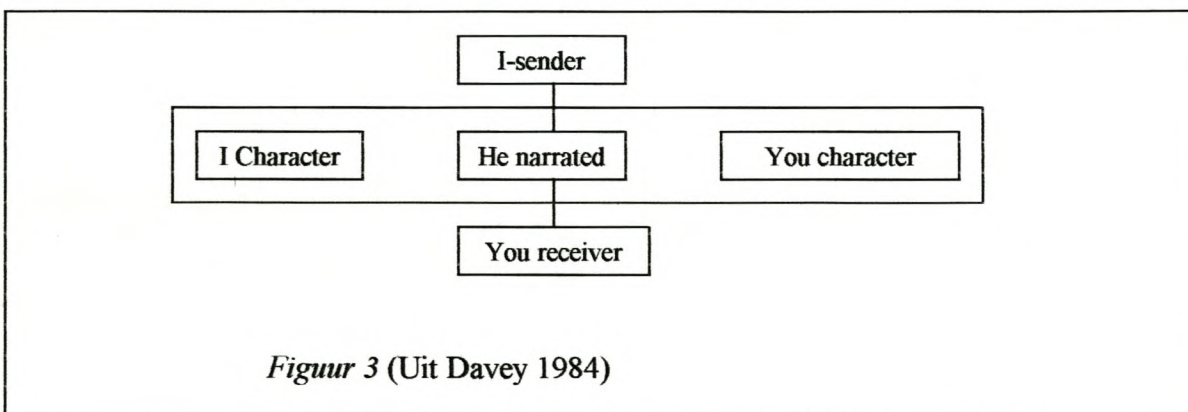 I-sender
I Character He narrated You character
You receiver
Figuur 3 (Uit Davey 1984)